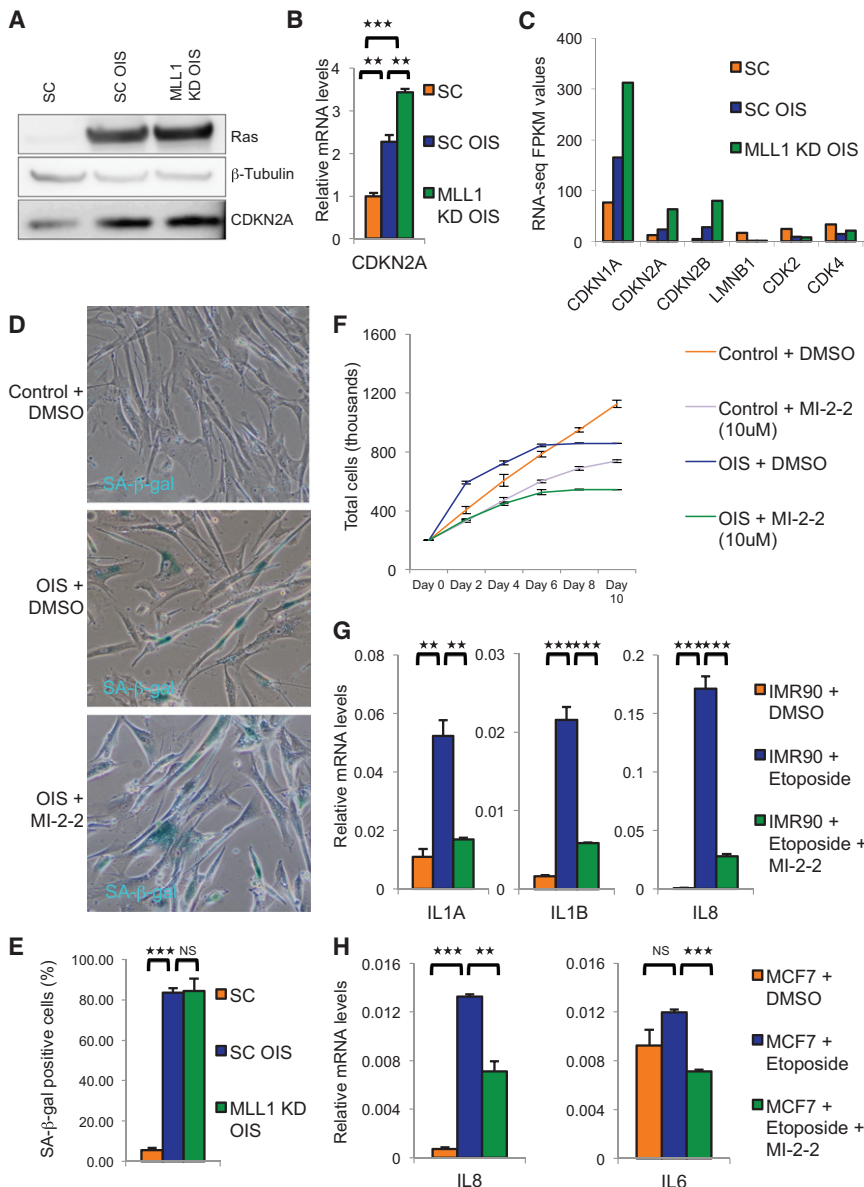 A
SC
SC OIS
MLL1
KD OIS
Ras
β-Tubulin
CDKN2A
B
★★★
★★ ★★
Relative mRNA levels
4
3
2
1
0
CDKN2A
SC
SC OIS
MLL1
KD OIS
C
RNA-seq FPKM values
400
300
200
100
0
CDKN1A
CDKN2A
CDKN2B
LMNB1
CDK2
CDK4
SC
SC OIS
MLL1 KD OIS
D
Control +
DMSO
SA-β-gal
OIS +
DMSO
SA-β-gal
OIS +
MI-2-2
SA-β-gal
E
SA-β-gal positive cells (%)
★★★ NS
100.00
80.00
60.00
40.00
20.00
0.00
SC
SC OIS
MLL1 KD
OIS
F
Total cells (thousands)
1600
1200
800
400
0
Day 0 Day 2 Day 4 Day 6 Day 8 Day
10
Control + DMSO
Control + MI-2-2
(10uM)
OIS + DMSO
OIS + MI-2-2
(10uM)
G
Relative mRNA levels
★★ ★★
0.08
0.06
0.04
0.02
0
IL1A
★★★ ★★★
0.03
0.02
0.01
0.00
IL1B
★★★ ★★★
0.2
0.15
0.1
0.05
0
IL8
IMR90 +
DMSO
IMR90 +
Etoposide
IMR90 +
Etoposide +
MI-2-2
H
Relative mRNA levels
★★★ ★★
0.016
0.012
0.008
0.004
0
IL8
NS ★★★
0.016
0.012
0.008
0.004
0
IL6
MCF7 +
DMSO
MCF7 +
Etoposide
MCF7 +
Etoposide +
MI-2-2